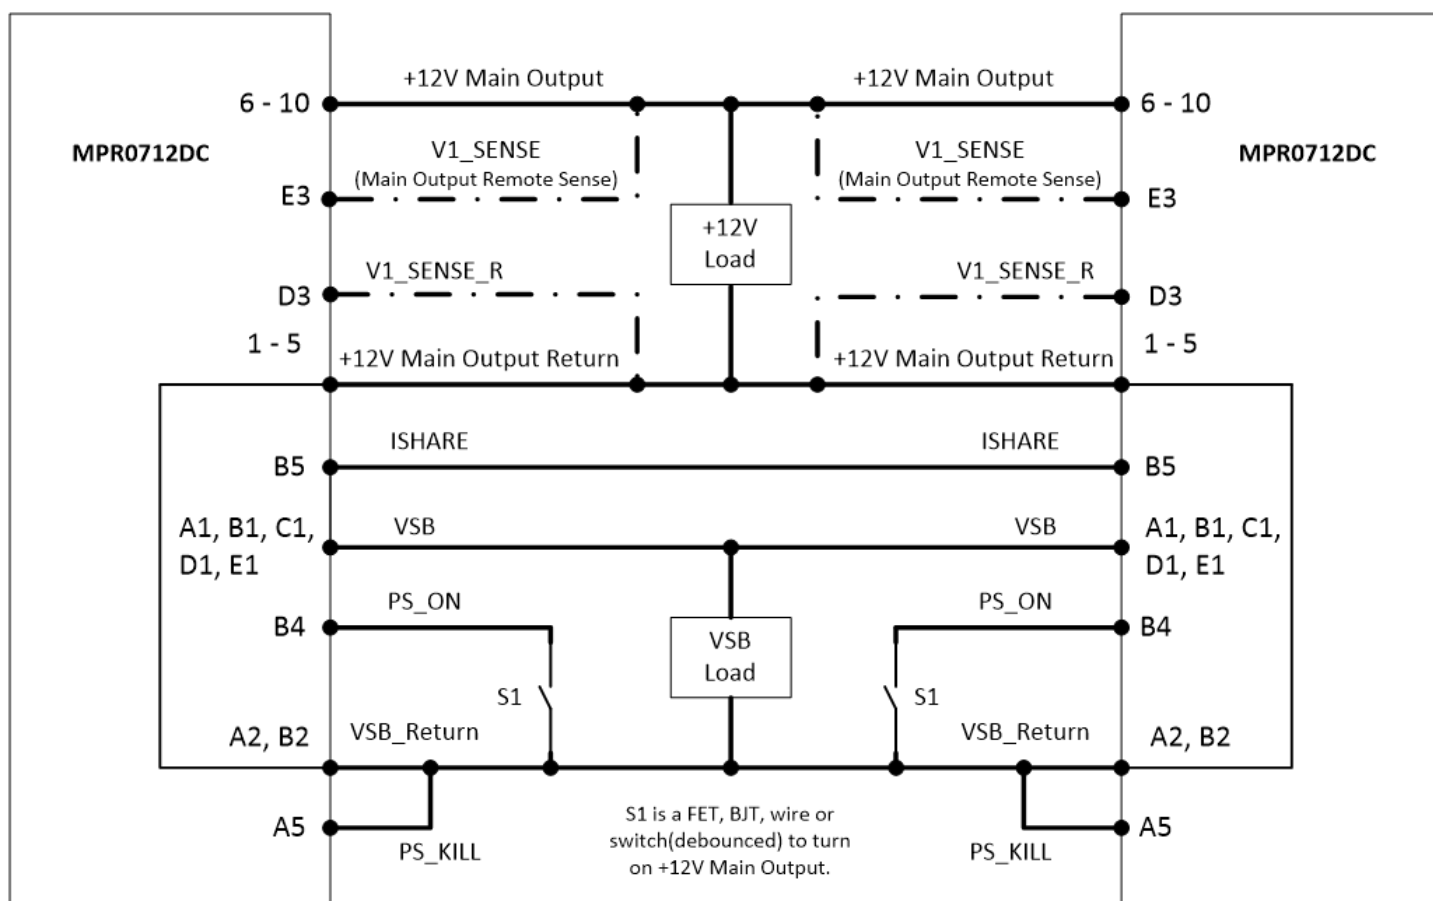 +12V Main Output
+12V Main Output
6 - 10
6 - 10
MPR0712DC
V1_SENSE
(Main Output Remote Sense)
V1_SENSE
(Main Output Remote Sense)
MPR0712DC
E3
E3
+12V
Load
V1_SENSE_R
V1_SENSE_R
D3
D3
1 - 5
1 - 5
+12V Main Output Return
+12V Main Output Return
ISHARE
ISHARE
B5
B5
A1, B1, C1,
D1, E1
VSB
VSB
A1, B1, C1,
D1, E1
PS_ON
PS_ON
B4
B4
VSB
Load
S1
S1
A2, B2
VSB_Return
VSB_Return
A2, B2
A5
A5
PS_KILL
S1 is a FET, BJT, wire or
switch(debounced) to turn
on +12V Main Output.
PS_KILL